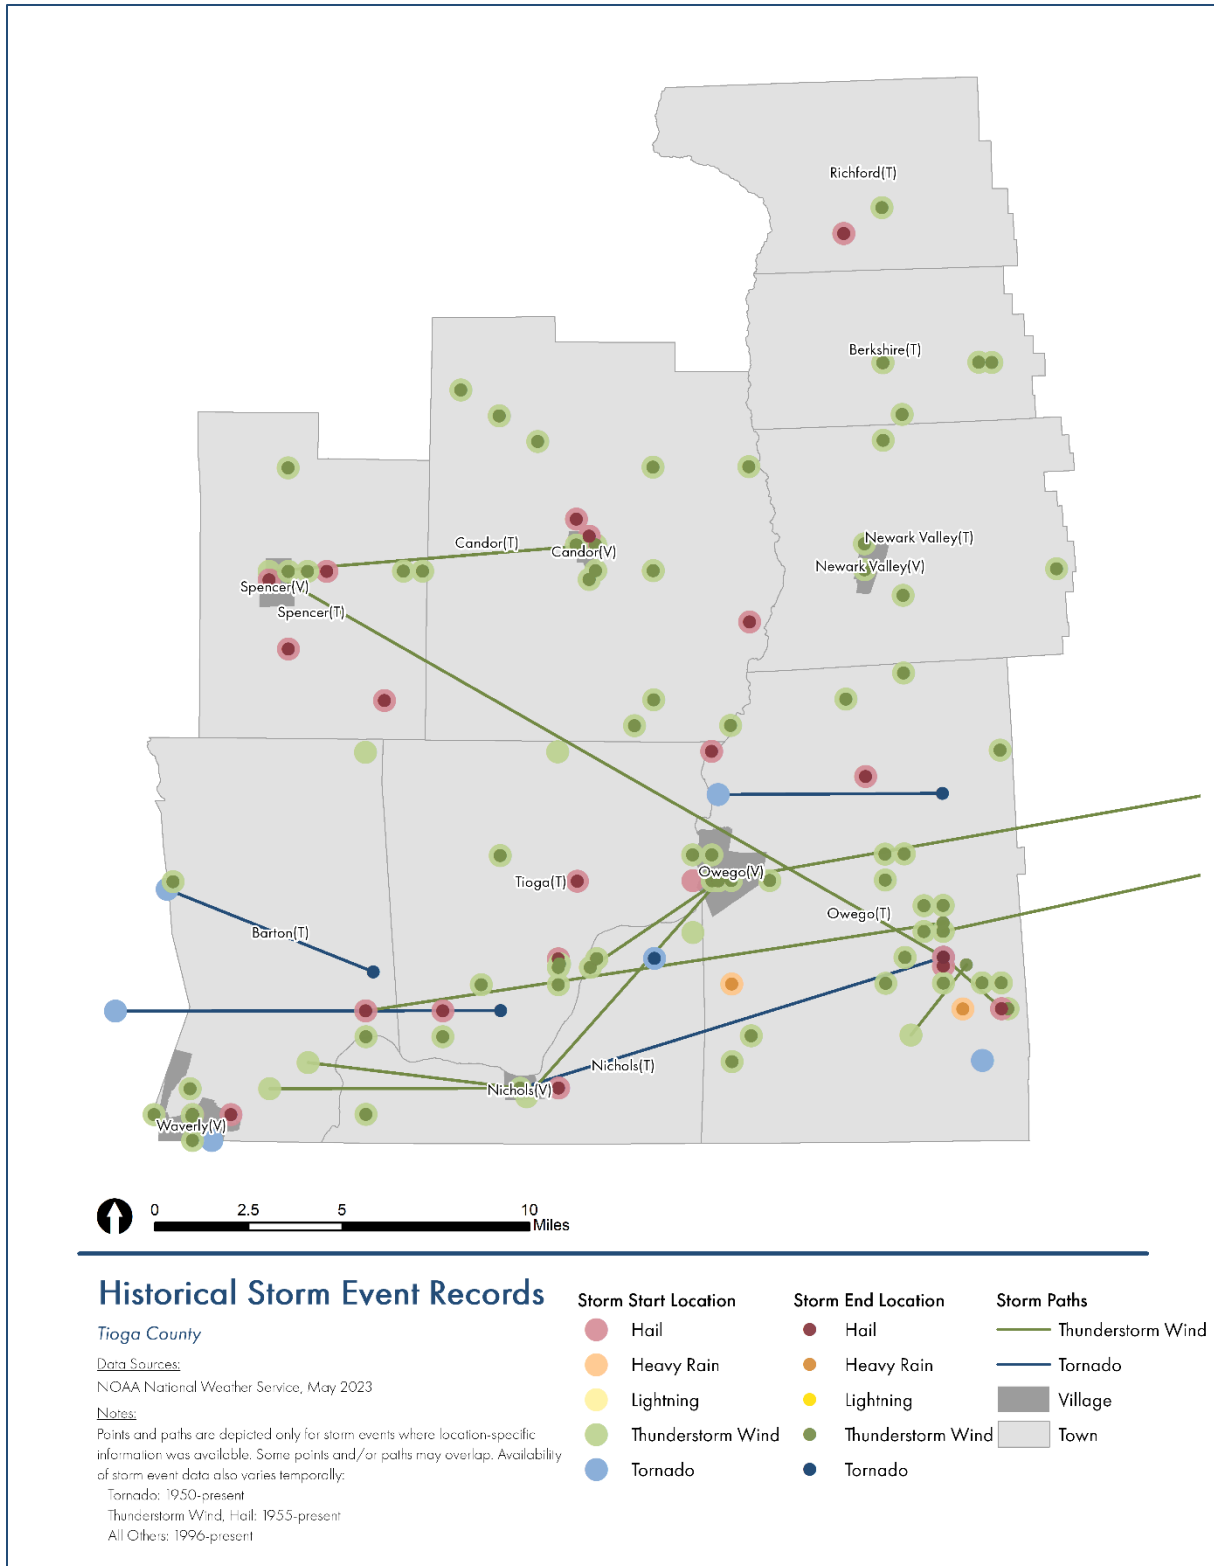 Richford(T)
Berkshire(T)
Newark Valley(T)
Candor(T)
Candor(V)
Newark Valley(V)
Spencer(V)
Spencer(T)
Owego(V)
Tioga(T)
Owego(T)
Barton(T)
Nichols(T)
Nichols(V)
Waverly(V)
0 2.5 5 10
Miles
Historical Storm Event Records
Tioga County
Data Sources:
NOAA National Weather Service, May 2023
Notes:
Points and paths are depicted only for storm events where location-specific
information was available. Some points and/or paths may overlap. Availability
of storm event data also varies temporally:
Tornado: 1950-present
Thunderstorm Wind, Hail: 1955-present
All Others: 1996-present
Storm Start Location
Hail
Heavy Rain
Lightning
Thunderstorm Wind
Tornado
Storm End Location
Hail
Heavy Rain
Lightning
Thunderstorm Wind
Tornado
Storm Paths
Thunderstorm Wind
Tornado
Village
Town